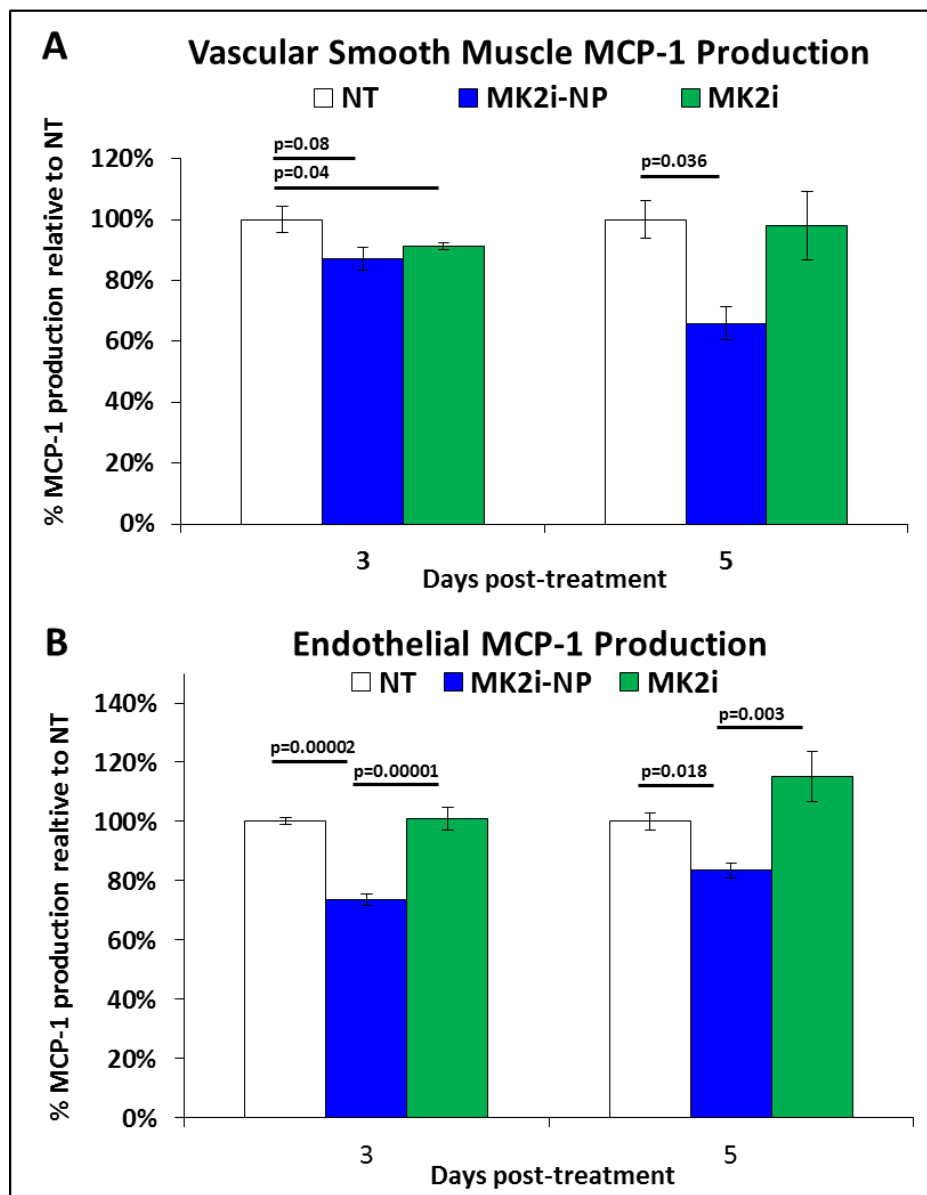 A
Vascular Smooth Muscle MCP-1 Production
NT MK2i-NP MK2i
% MCP-1 production relative to NT
p=0.08
p=0.04
p=0.036
120%
100%
80%
60%
40%
20%
0%
3 5
Days post-treatment
B
Endothelial MCP-1 Production
NT MK2i-NP MK2i
% MCP-1 production realtive to NT
p=0.00002
p=0.00001
p=0.018
p=0.003
140%
120%
100%
80%
60%
40%
20%
0%
3 5
Days post-treatment